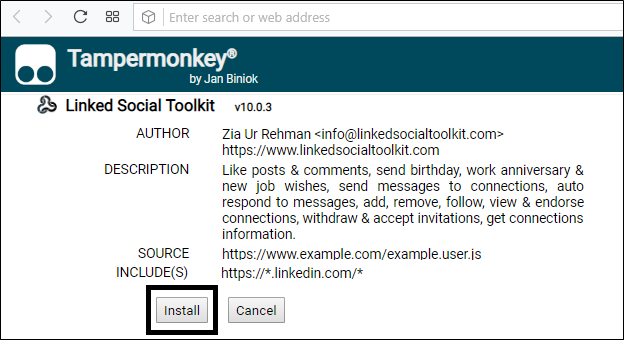 Enter search or web address
Tampermonkey®
by Jan Biniok
Linked Social Toolkit v10.0.3
AUTHOR Zia Ur Rehman <info@linkedsocialtoolkit.com>
https://www.linkedsocialtoolkit.com
DESCRIPTION Like posts & comments, send birthday, work anniversary &
new job wishes, send messages to connections, auto
respond to messages, add, remove, follow, view & endorse
connections, withdraw & accept invitations, get connections
information.
SOURCE https://www.example.com/example.user.js
INCLUDE(S) https://*.linkedin.com/*
Install Cancel